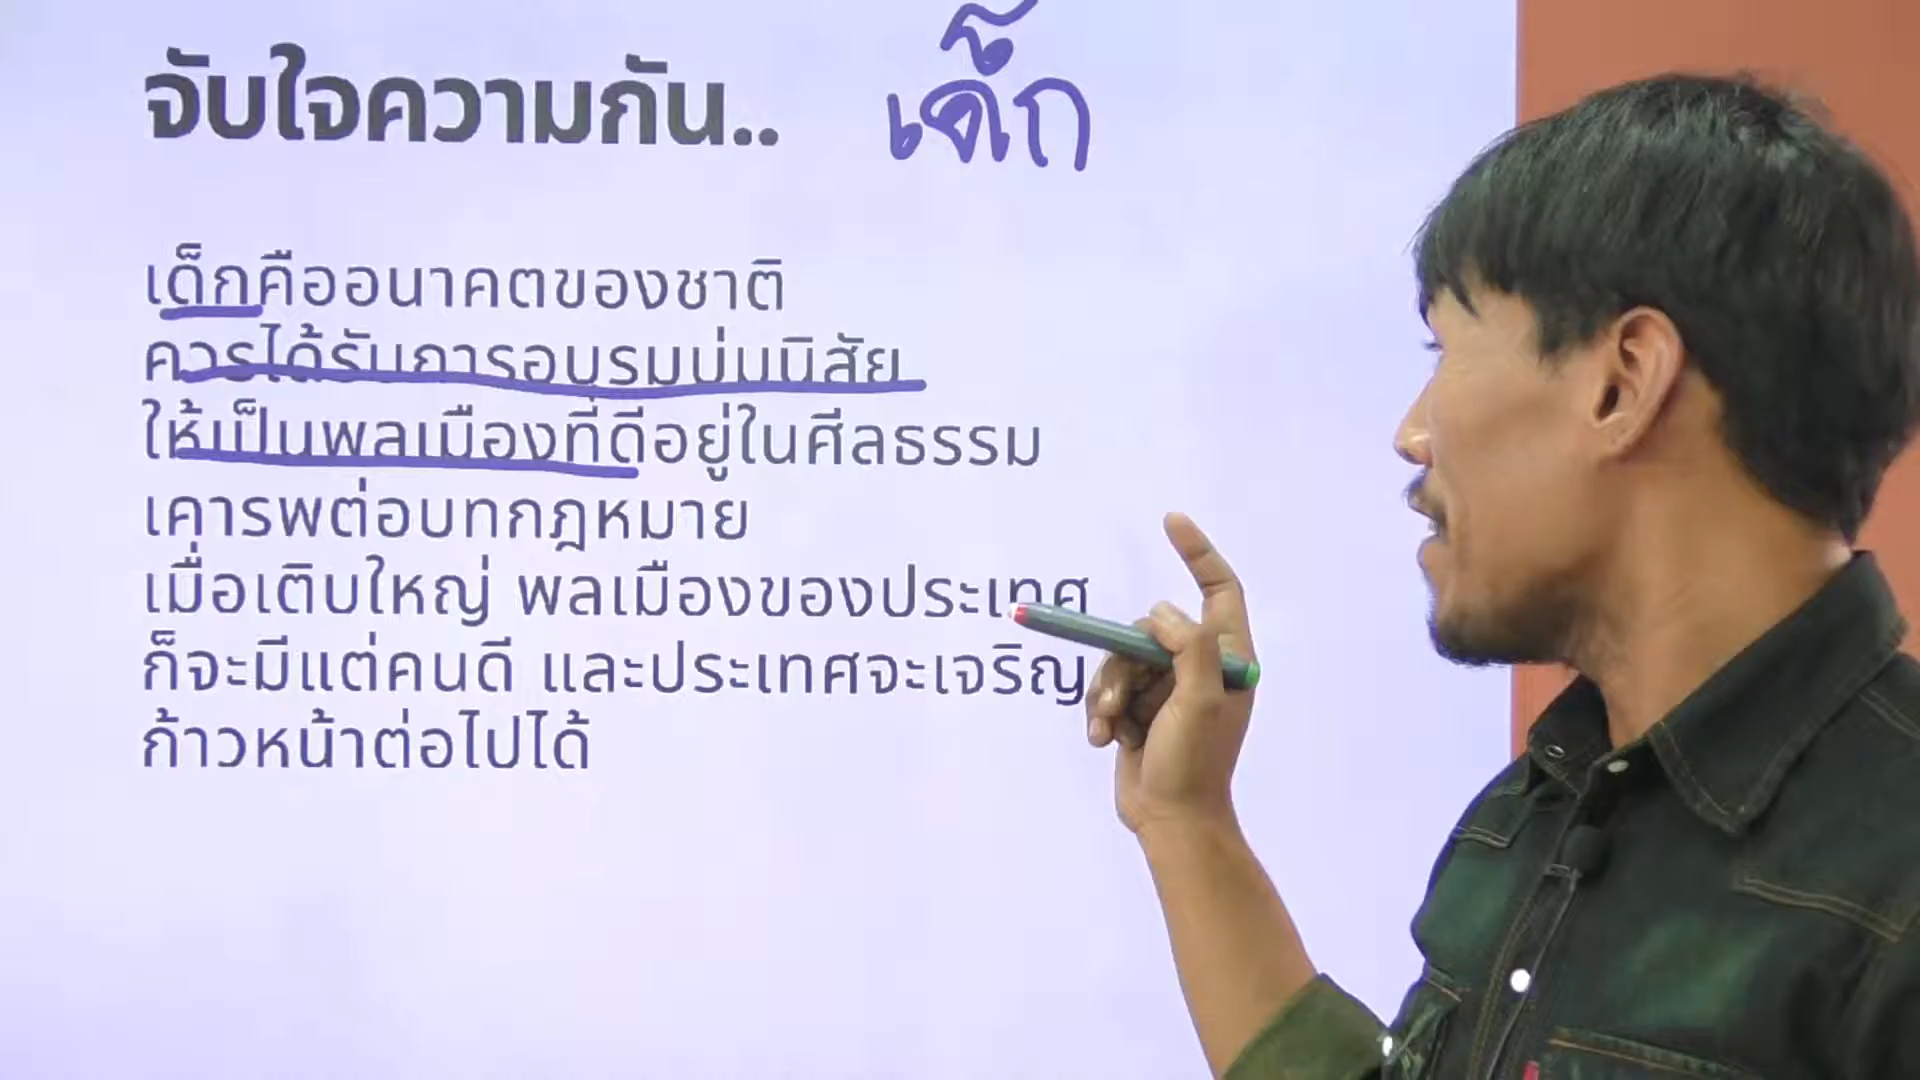 จับใจความกัน.. เด็ก
เด็กคืออนาคตของชาติ
ควรได้รับการอบรมบ่มนิสัย
ให้เป็นพลเมืองที่ดีอยู่ในศีลธรรม
เคารพต่อบทกฎหมาย
เมื่อเติบใหญ่ พลเมืองของประเทศ
ก็จะมีแต่คนดี และประเทศจะเจริญ
ก้าวหน้าต่อไปได้